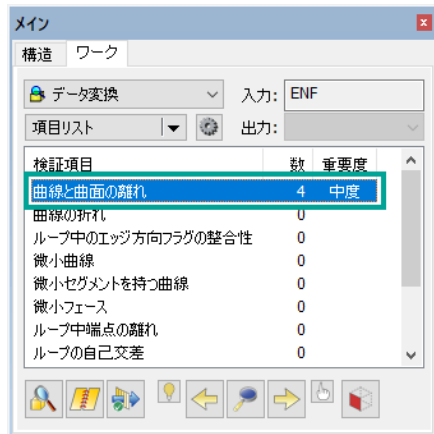 メイン
構造 ワーク
データ変換 入力: ENF
項目リスト 出力:
検証項目 数 重要度
曲線と曲面の離れ 4 中度
曲線の折れ 0
ループ中のエッジ方向フラグの整合性 0
微小曲線 0
微小セグメントを持つ曲線 0
微小フェース 0
ループ中端点の離れ 0
ループの自己交差 0